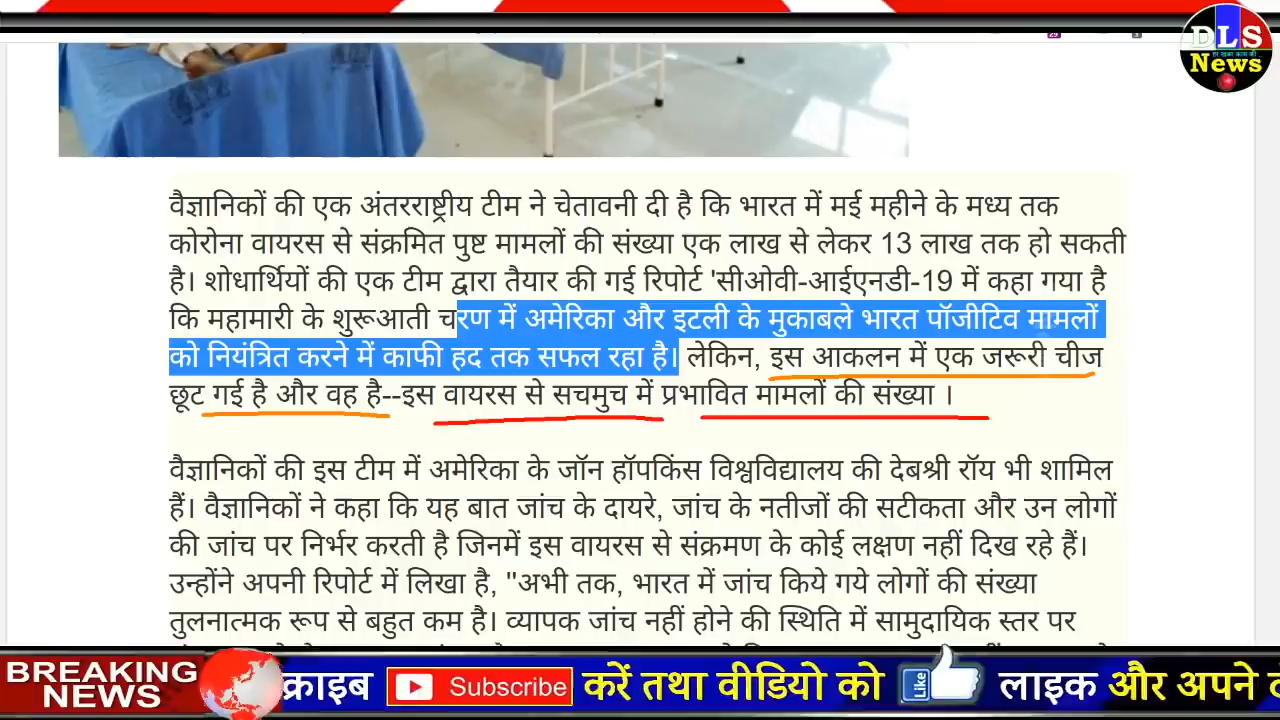 DLS
News
वैज्ञानिकों की एक अंतरराष्ट्रीय टीम ने चेतावनी दी है कि भारत में मई महीने के मध्य तक
कोरोना वायरस से संक्रमित पुष्ट मामलों की संख्या एक लाख से लेकर 13 लाख तक हो सकती
है। शोधार्थियों की एक टीम द्वारा तैयार की गई रिपोर्ट 'सीओवी-आईएनडी-19 में कहा गया है
कि महामारी के शुरूआती चरण में अमेरिका और इटली के मुकाबले भारत पॉजीटिव मामलों
को नियंत्रित करने में काफी हद तक सफल रहा है। लेकिन, इस आकलन में एक जरूरी चीज
छूट गई है और वह है--इस वायरस से सचमुच में प्रभावित मामलों की संख्या ।
वैज्ञानिकों की इस टीम में अमेरिका के जॉन हॉपकिंस विश्वविद्यालय की देबश्री रॉय भी शामिल
हैं। वैज्ञानिकों ने कहा कि यह बात जांच के दायरे, जांच के नतीजों की सटीकता और उन लोगों
की जांच पर निर्भर करती है जिनमें इस वायरस से संक्रमण के कोई लक्षण नहीं दिख रहे हैं।
उन्होंने अपनी रिपोर्ट में लिखा है, ''अभी तक, भारत में जांच किये गये लोगों की संख्या
तुलनात्मक रूप से बहुत कम है। व्यापक जांच नहीं होने की स्थिति में सामुदायिक स्तर पर
BREAKING
NEWS
क्राइब Subscribe करें तथा वीडियो को Like लाइक और अपने